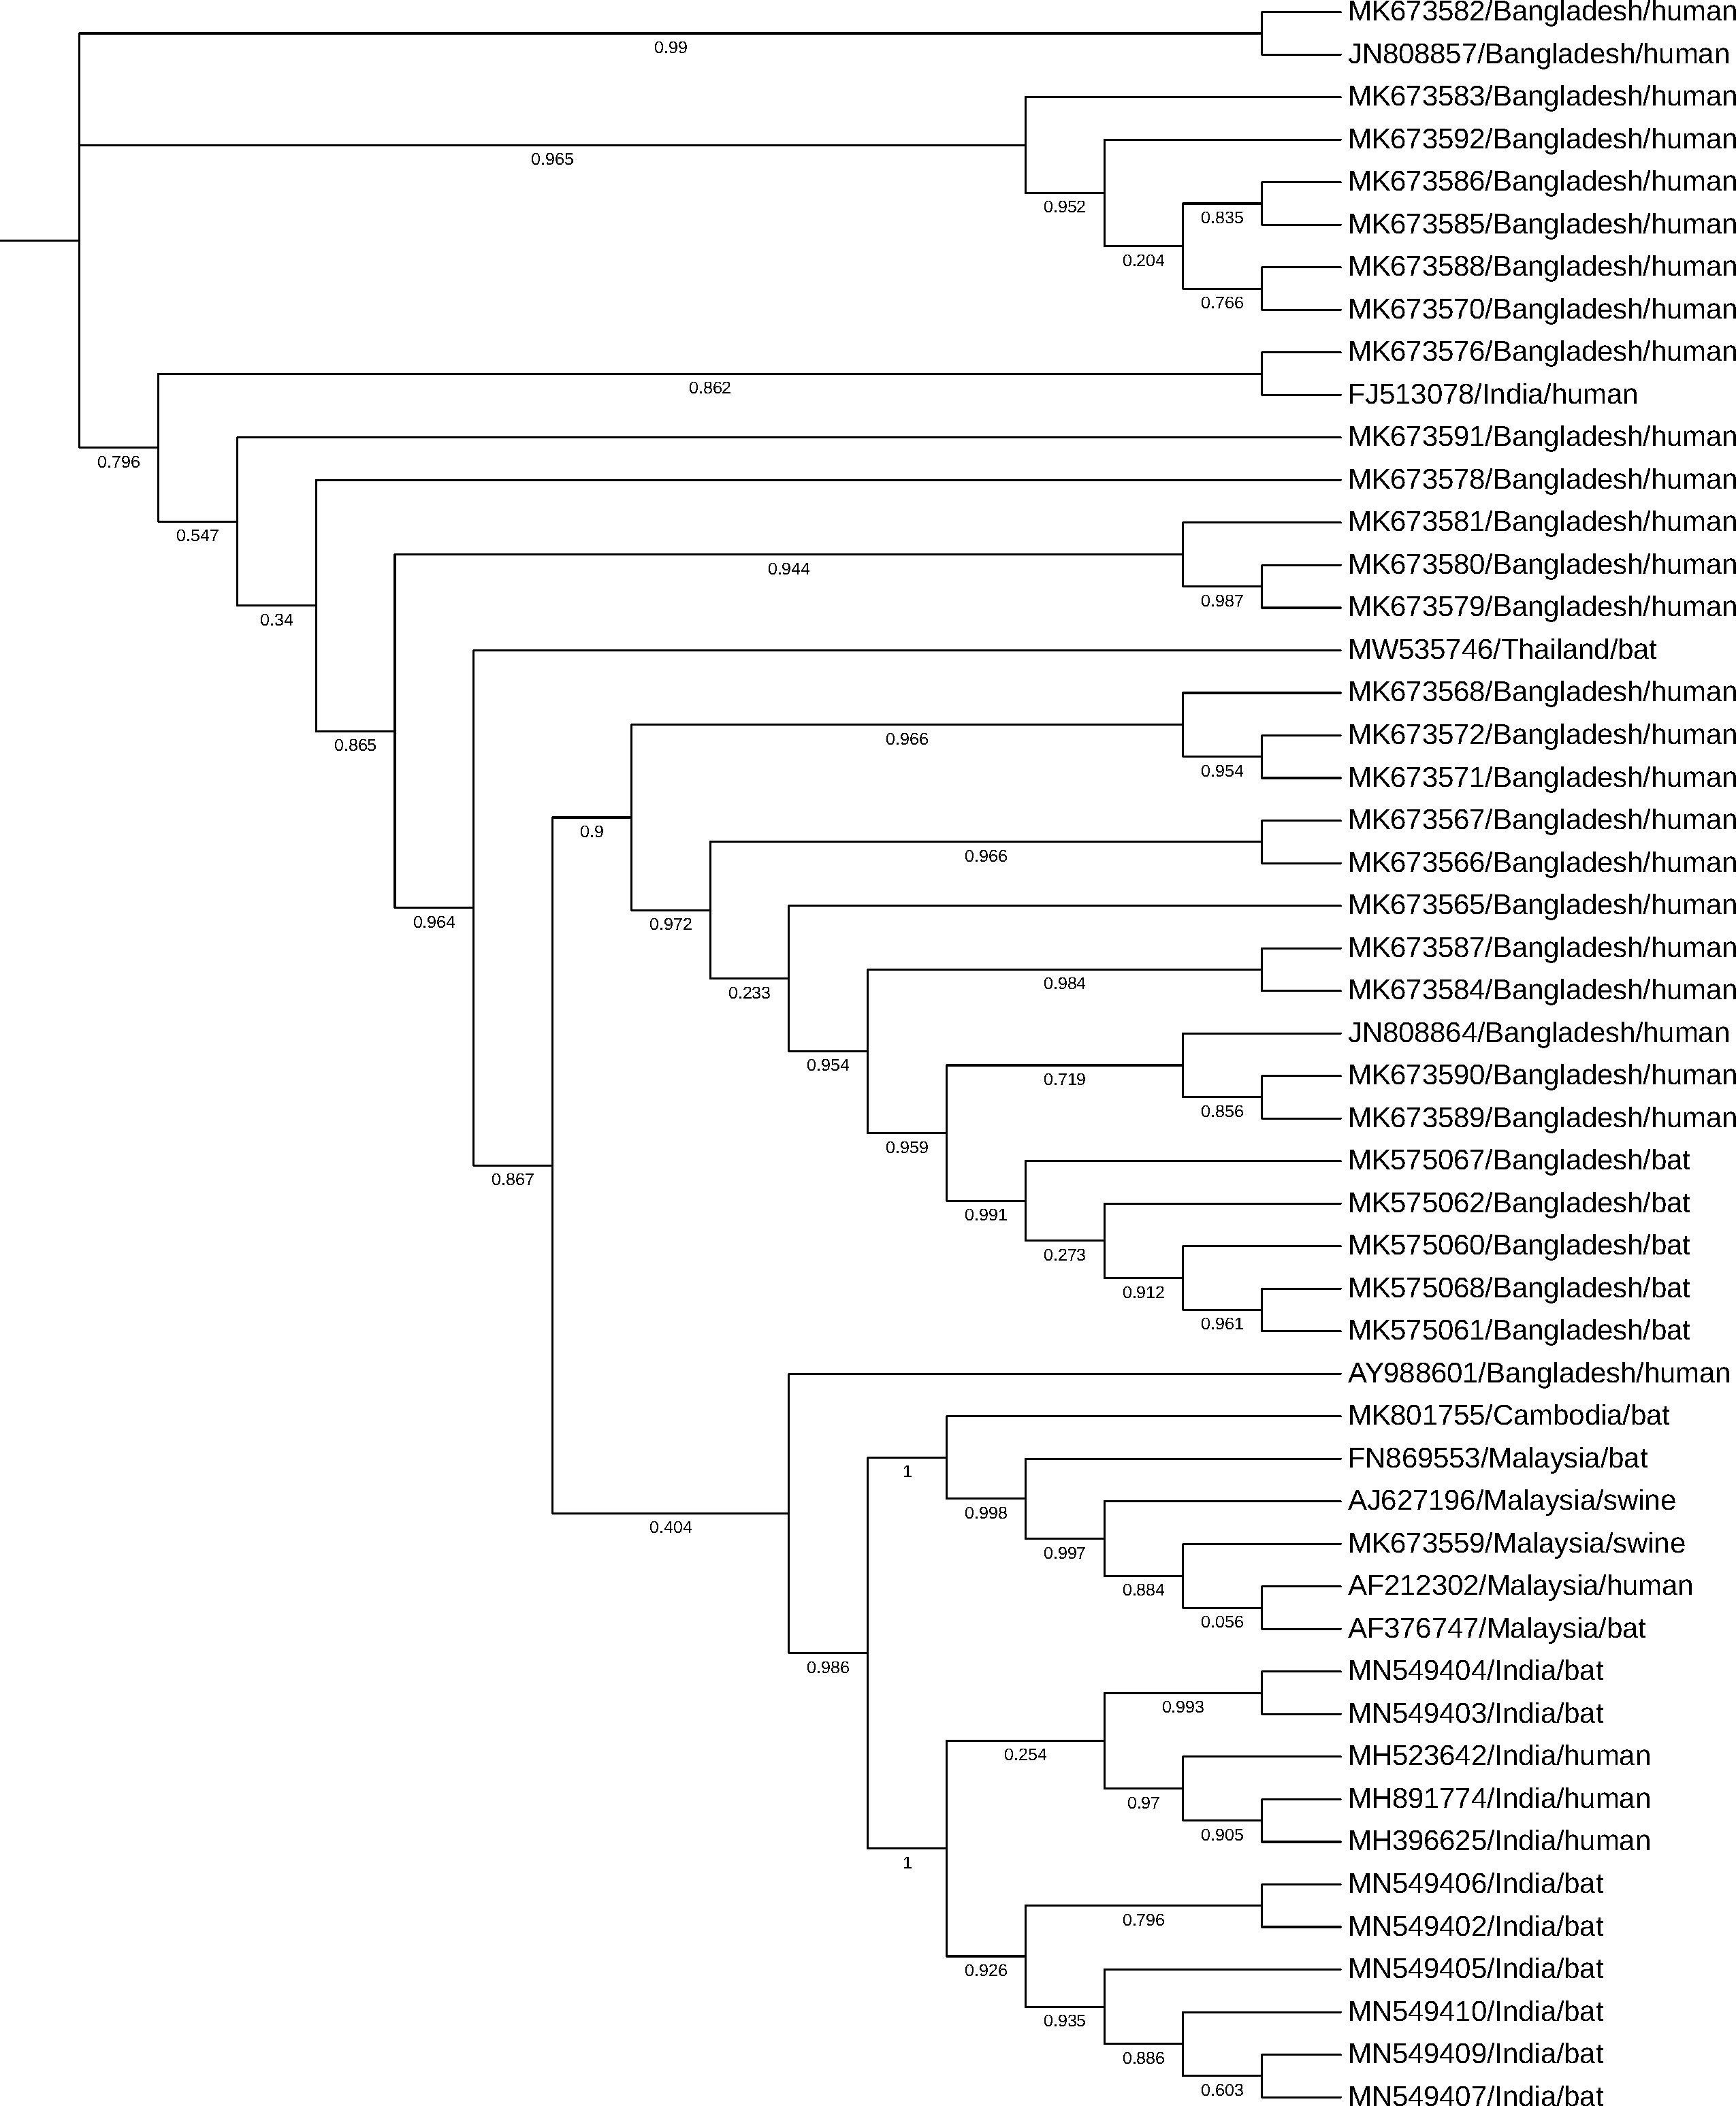 MK673582/Bangladesh/human
0.99
JN808857/Bangladesh/human
MK673583/Bangladesh/human
MK673592/Bangladesh/human
0.965
MK673586/Bangladesh/human
0.952
0.835
MK673585/Bangladesh/human
0.204
MK673588/Bangladesh/human
0.766
MK673570/Bangladesh/human
MK673576/Bangladesh/human
0.862
FJ513078/India/human
MK673591/Bangladesh/human
0.796
MK673578/Bangladesh/human
MK673581/Bangladesh/human
0.547
0.944
MK673580/Bangladesh/human
0.987
MK673579/Bangladesh/human
0.34
MW535746/Thailand/bat
MK673568/Bangladesh/human
0.966
MK673572/Bangladesh/human
0.865
0.954
MK673571/Bangladesh/human
MK673567/Bangladesh/human
0.9
0.966
MK673566/Bangladesh/human
MK673565/Bangladesh/human
0.964
0.972
MK673587/Bangladesh/human
0.984
MK673584/Bangladesh/human
0.233
JN808864/Bangladesh/human
0.954
MK673590/Bangladesh/human
0.719
0.856
MK673589/Bangladesh/human
0.959
MK575067/Bangladesh/bat
0.867
MK575062/Bangladesh/bat
0.991
MK575060/Bangladesh/bat
0.273
MK575068/Bangladesh/bat
0.912
0.961
MK575061/Bangladesh/bat
AY988601/Bangladesh/human
MK801755/Cambodia/bat
FN869553/Malaysia/bat
1
AJ627196/Malaysia/swine
0.998
0.404
MK673559/Malaysia/swine
0.997
AF212302/Malaysia/human
0.884
0.056
AF376747/Malaysia/bat
0.986
MN549404/India/bat
0.993
MN549403/India/bat
0.254
MH523642/India/human
MH891774/India/human
0.97
0.905
MH396625/India/human
1
MN549406/India/bat
0.796
MN549402/India/bat
0.926
MN549405/India/bat
MN549410/India/bat
0.935
MN549409/India/bat
0.886
0.603
MN549407/India/bat